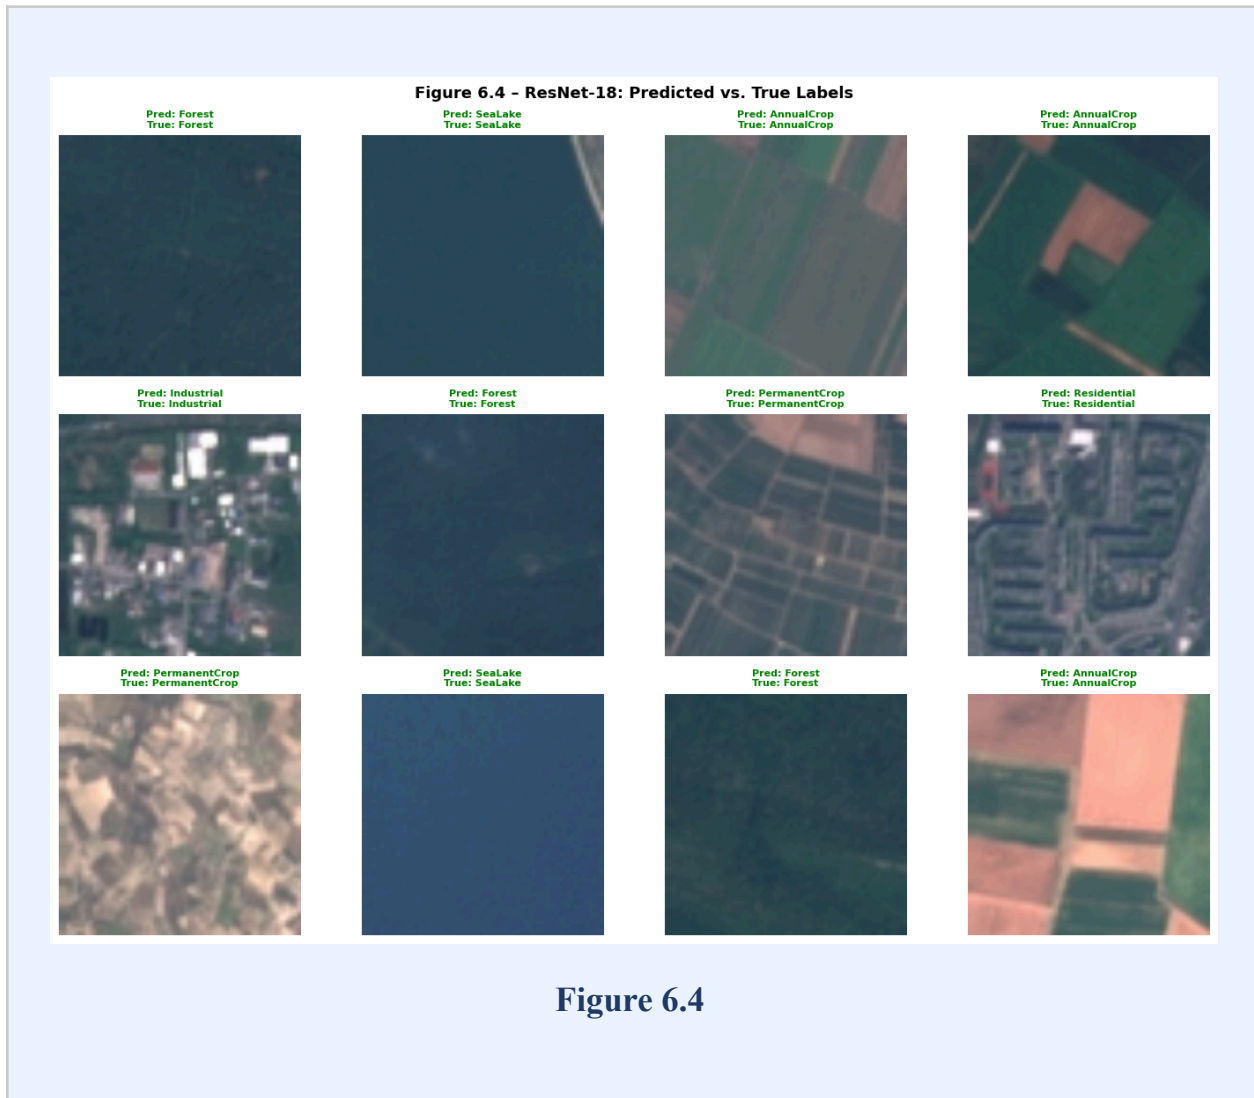 Figure 6.4 – ResNet-18: Predicted vs. True Labels
Pred: Forest
True: Forest
Pred: SeaLake
True: SeaLake
Pred: AnnualCrop
True: AnnualCrop
Pred: AnnualCrop
True: AnnualCrop
Pred: Industrial
True: Industrial
Pred: Forest
True: Forest
Pred: PermanentCrop
True: PermanentCrop
Pred: Residential
True: Residential
Pred: PermanentCrop
True: PermanentCrop
Pred: SeaLake
True: SeaLake
Pred: Forest
True: Forest
Pred: AnnualCrop
True: AnnualCrop
Figure 6.4